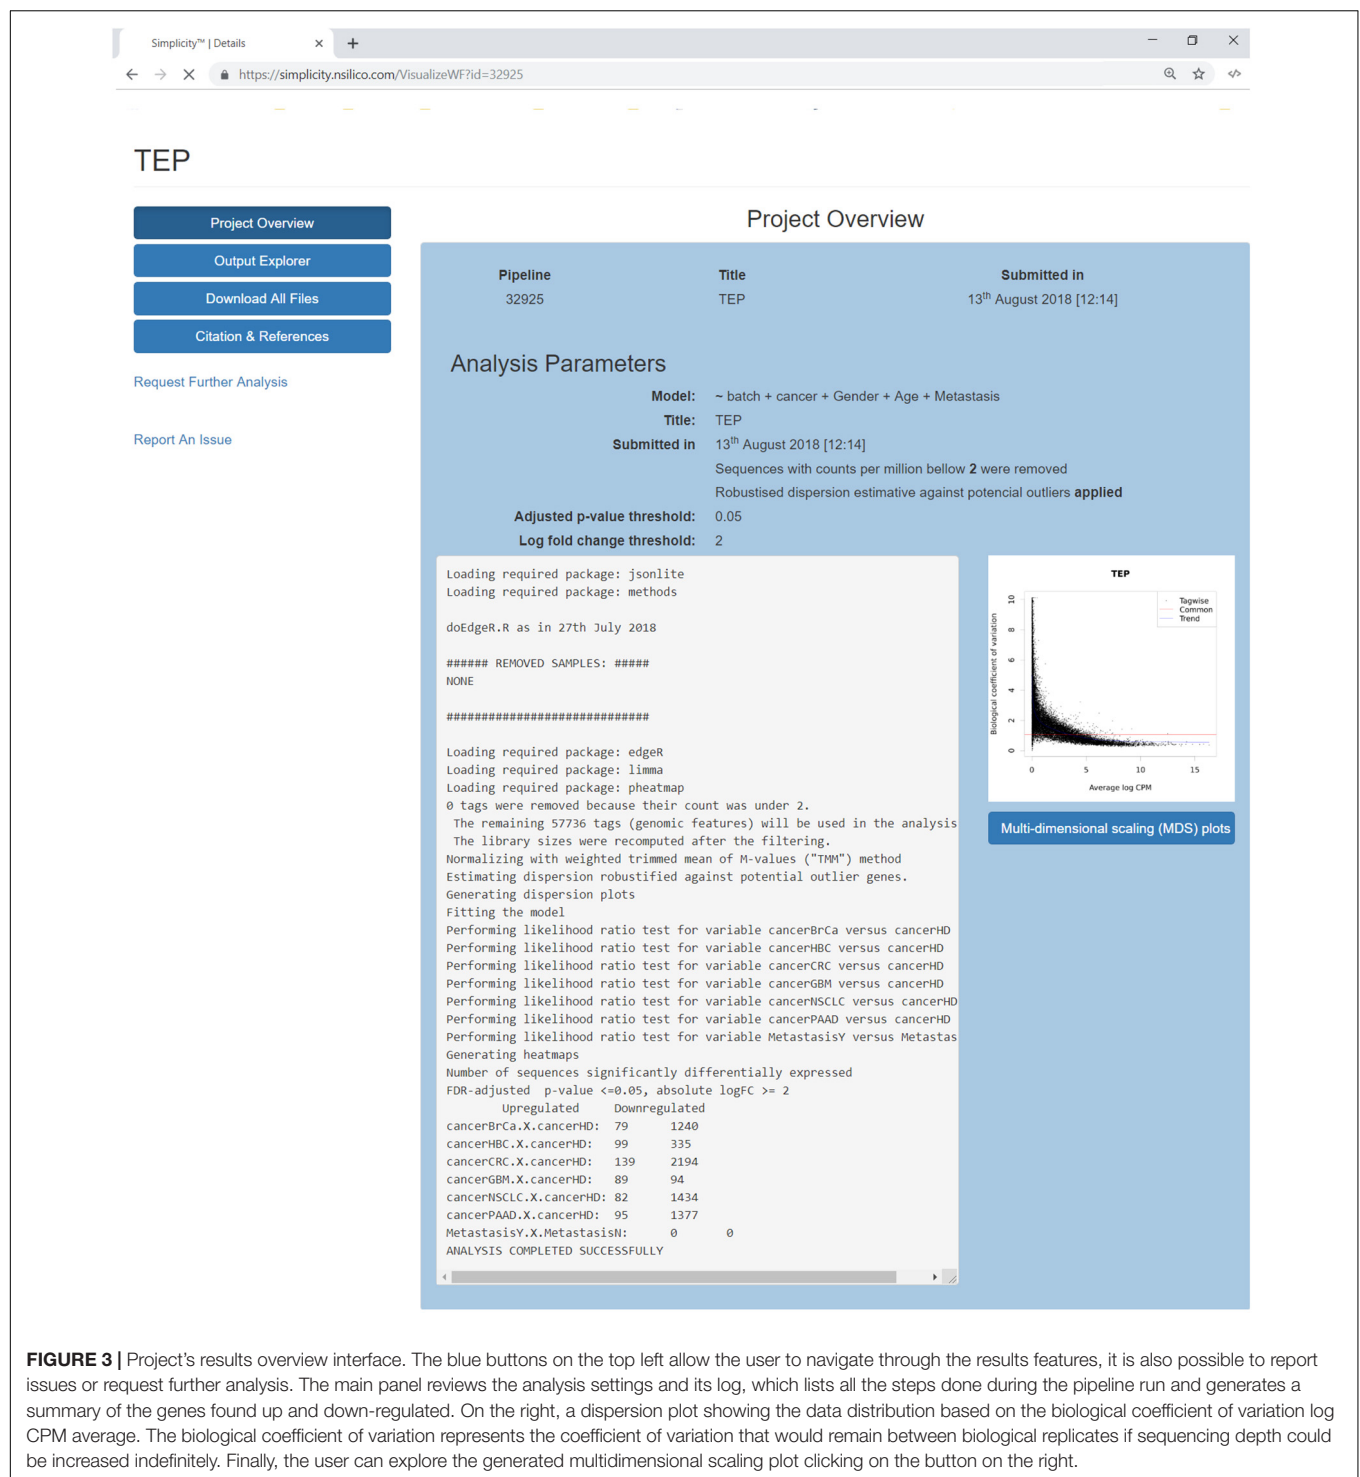 Simplicity™ | Details
https://simplicity.nsilico.com/VisualizeWF?id=32925
TEP
Project Overview
Output Explorer
Download All Files
Citation & References
Request Further Analysis
Report An Issue
Project Overview
Pipeline Title Submitted in
32925 TEP 13th August 2018 [12:14]
Analysis Parameters
Model: ~ batch + cancer + Gender + Age + Metastasis
Title: TEP
Submitted in 13th August 2018 [12:14]
Sequences with counts per million bellow 2 were removed
Robustised dispersion estimative against potencial outliers applied
Adjusted p-value threshold: 0.05
Log fold change threshold: 2
Loading required package: jsonlite
Loading required package: methods
doEdgeR.R as in 27th July 2018
###### REMOVED SAMPLES: #####
NONE
#############################
Loading required package: edgeR
Loading required package: limma
Loading required package: pheatmap
0 tags were removed because their count was under 2.
The remaining 57736 tags (genomic features) will be used in the analysis
The library sizes were recomputed after the filtering.
Normalizing with weighted trimmed mean of M-values ("TMM") method
Estimating dispersion robustified against potential outlier genes.
Generating dispersion plots
Fitting the model
Performing likelihood ratio test for variable cancerBrCa versus cancerHD
Performing likelihood ratio test for variable cancerHBC versus cancerHD
Performing likelihood ratio test for variable cancerCRC versus cancerHD
Performing likelihood ratio test for variable cancerGBM versus cancerHD
Performing likelihood ratio test for variable cancerNSCLC versus cancerHD
Performing likelihood ratio test for variable cancerPAAD versus cancerHD
Performing likelihood ratio test for variable MetastasisY versus Metastas
Generating heatmaps
Number of sequences significantly differentially expressed
FDR-adjusted p-value <=0.05, absolute logFC >= 2
Upregulated Downregulated
cancerBrCa.X.cancerHD: 79 1240
cancerHBC.X.cancerHD: 99 335
cancerCRC.X.cancerHD: 139 2194
cancerGBM.X.cancerHD: 89 94
cancerNSCLC.X.cancerHD: 82 1434
cancerPAAD.X.cancerHD: 95 1377
MetastasisY.X.MetastasisN: 0 0
ANALYSIS COMPLETED SUCCESSFULLY
TEP
Tagwise
Common
Trend
Biological coefficient of variation
10
8
6
4
2
0
0 5 10 15
Average log CPM
Multi-dimensional scaling (MDS) plots
FIGURE 3 | Project's results overview interface. The blue buttons on the top left allow the user to navigate through the results features, it is also possible to report
issues or request further analysis. The main panel reviews the analysis settings and its log, which lists all the steps done during the pipeline run and generates a
summary of the genes found up and down-regulated. On the right, a dispersion plot showing the data distribution based on the biological coefficient of variation log
CPM average. The biological coefficient of variation represents the coefficient of variation that would remain between biological replicates if sequencing depth could
be increased indefinitely. Finally, the user can explore the generated multidimensional scaling plot clicking on the button on the right.